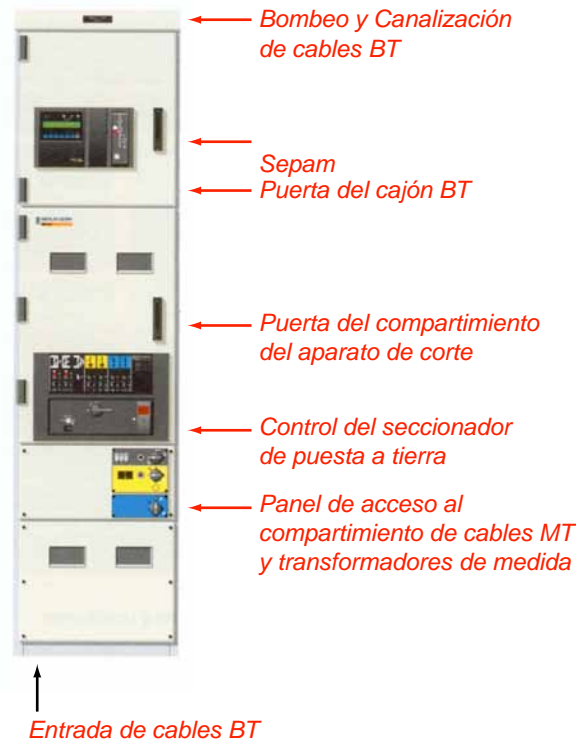 Bombeo y Canalización
de cables BT
Sepam
Puerta del cajón BT
Puerta del compartimiento
del aparato de corte
Control del seccionador
de puesta a tierra
Panel de acceso al
compartimiento de cables MT
y transformadores de medida
Entrada de cables BT